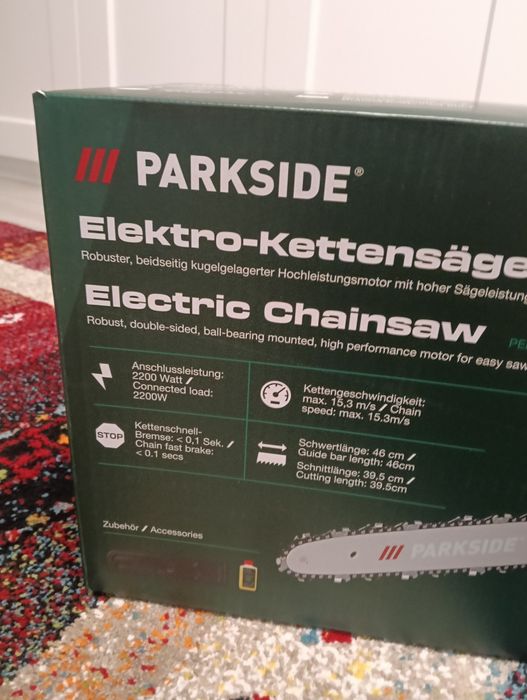 PARKSIDE®
Elektro-Kettensäge
Robuster, beidseitig kugelgelagerter Hochleistungsmotor mit hoher Sägeleistung
Electric Chainsaw
Robust, double-sided, ball-bearing mounted, high performance motor for easy
Anschlussleistung:
2200 Watt /
Connected load:
2200W
Kettengeschwindigkeit:
max. 15,3 m/s / Chain
speed: max. 15.3m/s
STOP
Kettenschnell-
Bremse: < 0,1 Sek. /
Chain fast brake:
< 0.1 secs
Schwertlänge: 46 cm /
Guide bar length: 46cm
Schnittlänge: 39,5 cm /
Cutting length: 39.5cm
Zubehör / Accessories
PARKSIDE